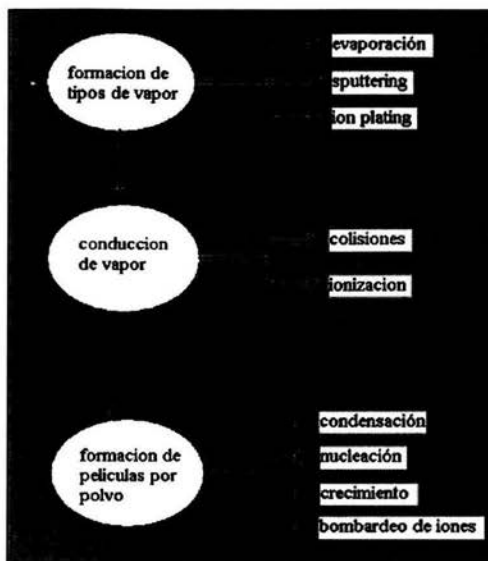 formacion de
tipos de vapor
evaporación
sputtering
ion plating
conduccion
de vapor
colisiones
ionizacion
formacion de
peliculas por
polvo
condensación
nucleación
crecimiento
bombardeo de iones